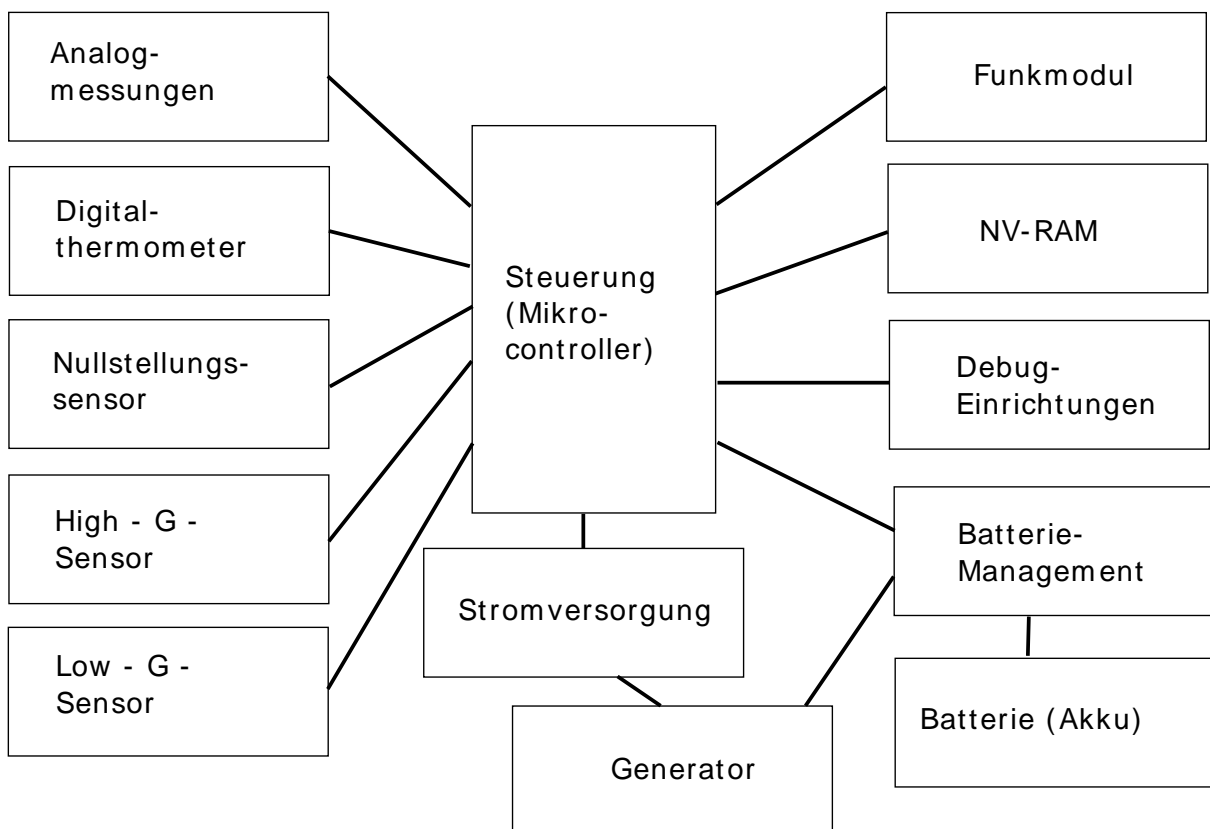 Analog-
messungen
Digital-
thermometer
Nullstellungs-
sensor
High - G -
Sensor
Low - G -
Sensor
Steuerung
(Mikro-
controller)
Stromversorgung
Generator
Funkmodul
NV-RAM
Debug-
Einrichtungen
Batterie-
Management
Batterie (Akku)